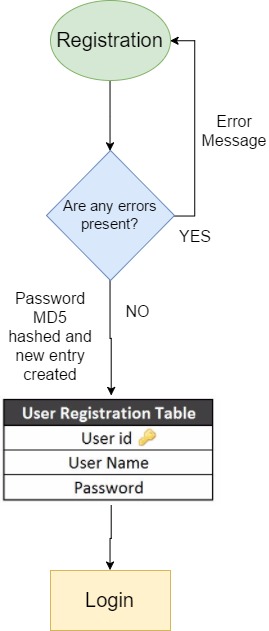 Registration
Error
Message
Are any errors
present?
YES
Password
MD5
hashed and
new entry
created
NO
User Registration Table
User id
User Name
Password
Login